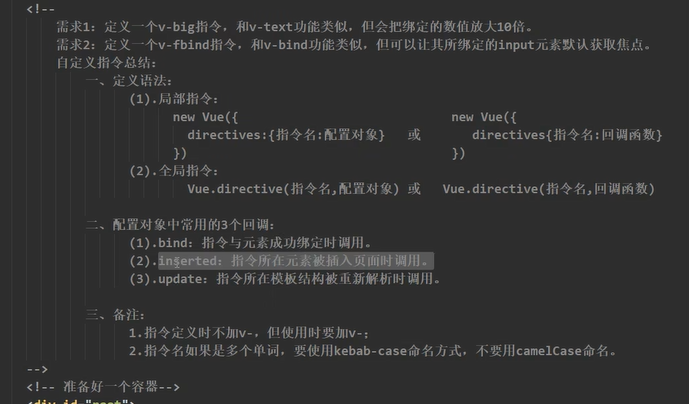 <!--
需求1：定义一个v-big指令，和v-text功能类似，但会把绑定的数值放大10倍。
需求2：定义一个v-fbind指令，和v-bind功能类似，但可以让其所绑定的input元素默认获取焦点。
自定义指令总结：
一、定义语法：
(1).局部指令：
new Vue({ new Vue({
directives:{指令名:配置对象} 或 directives{指令名:回调函数}
}) })
(2).全局指令：
Vue.directive(指令名,配置对象) 或 Vue.directive(指令名,回调函数)
二、配置对象中常用的3个回调：
(1).bind：指令与元素成功绑定时调用。
(2).inserted：指令所在元素被插入页面时调用。
(3).update：指令所在模板结构被重新解析时调用。
三、备注：
1.指令定义时不加v-，但使用时要加v-；
2.指令名如果是多个单词，要使用kebab-case命名方式，不要用camelCase命名。
-->
<!-- 准备好一个容器-->
<div id="root">